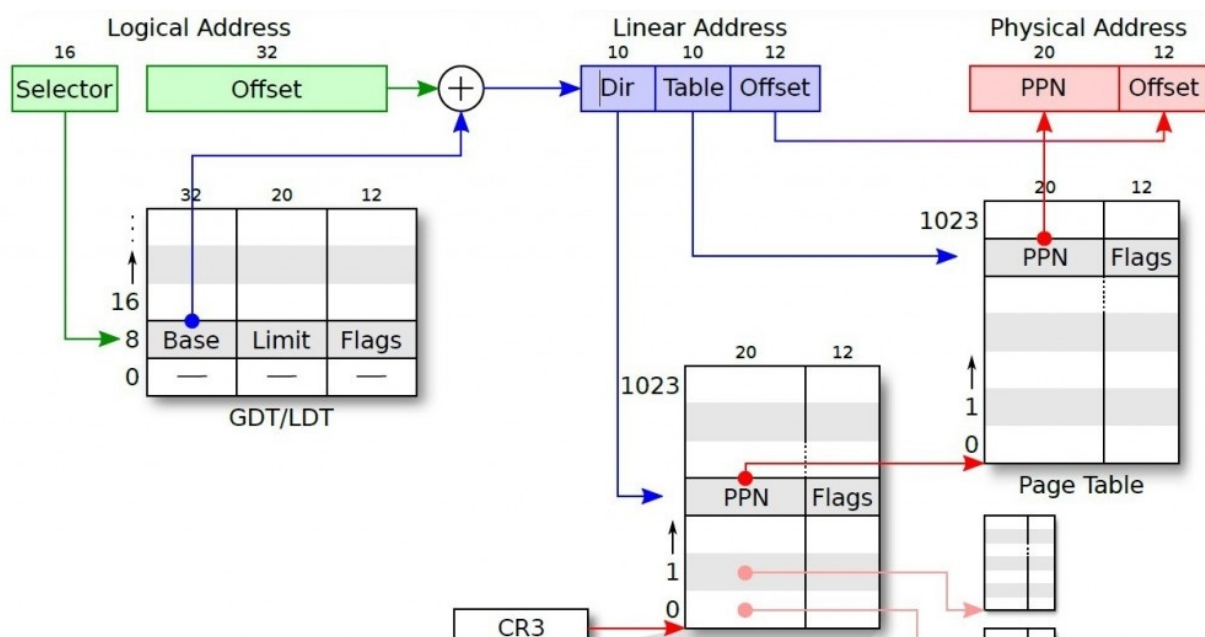 Logical Address
Linear Address
Physical Address
16
32
10
10
12
20
12
Selector
Offset
+
Dir
Table
Offset
PPN
Offset
32
20
12
16
8
Base
Limit
Flags
0
GDT/LDT
20
12
1023
PPN
Flags
1
0
Page Table
20
12
1023
PPN
Flags
1
0
CR3